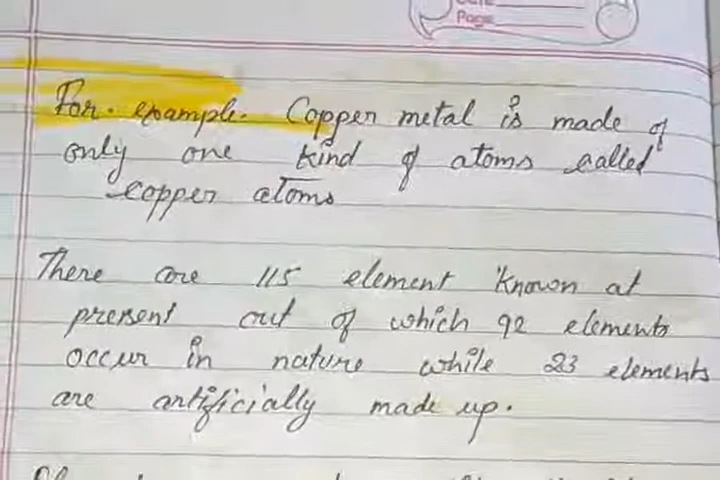 Page
For. example. Copper metal is made of
only one kind of atoms called
copper atoms
There are 115 element known at
present out of which 92 elements
occur in nature while 23 elements
are artificially made up.